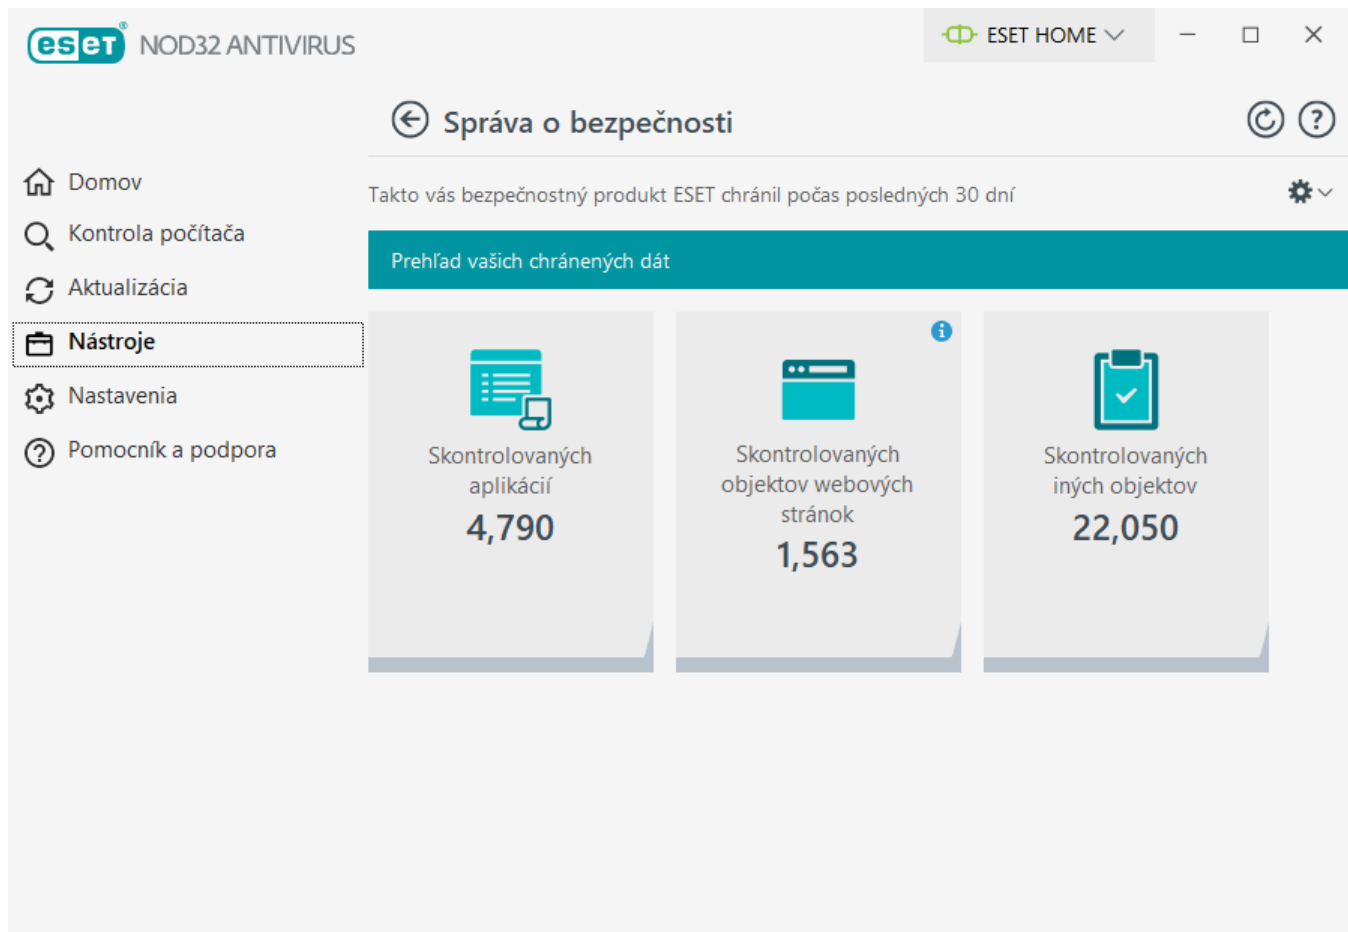 eseT® NOD32 ANTIVIRUS
ESET HOME
Správa o bezpečnosti
Domov
Kontrola počítača
Aktualizácia
Nástroje
Nastavenia
Pomocník a podpora
Takto vás bezpečnostný produkt ESET chránil počas posledných 30 dní
Prehľad vašich chránených dát
Skontrolovaných
aplikácií
4,790
Skontrolovaných
objektov webových
stránok
1,563
Skontrolovaných
iných objektov
22,050